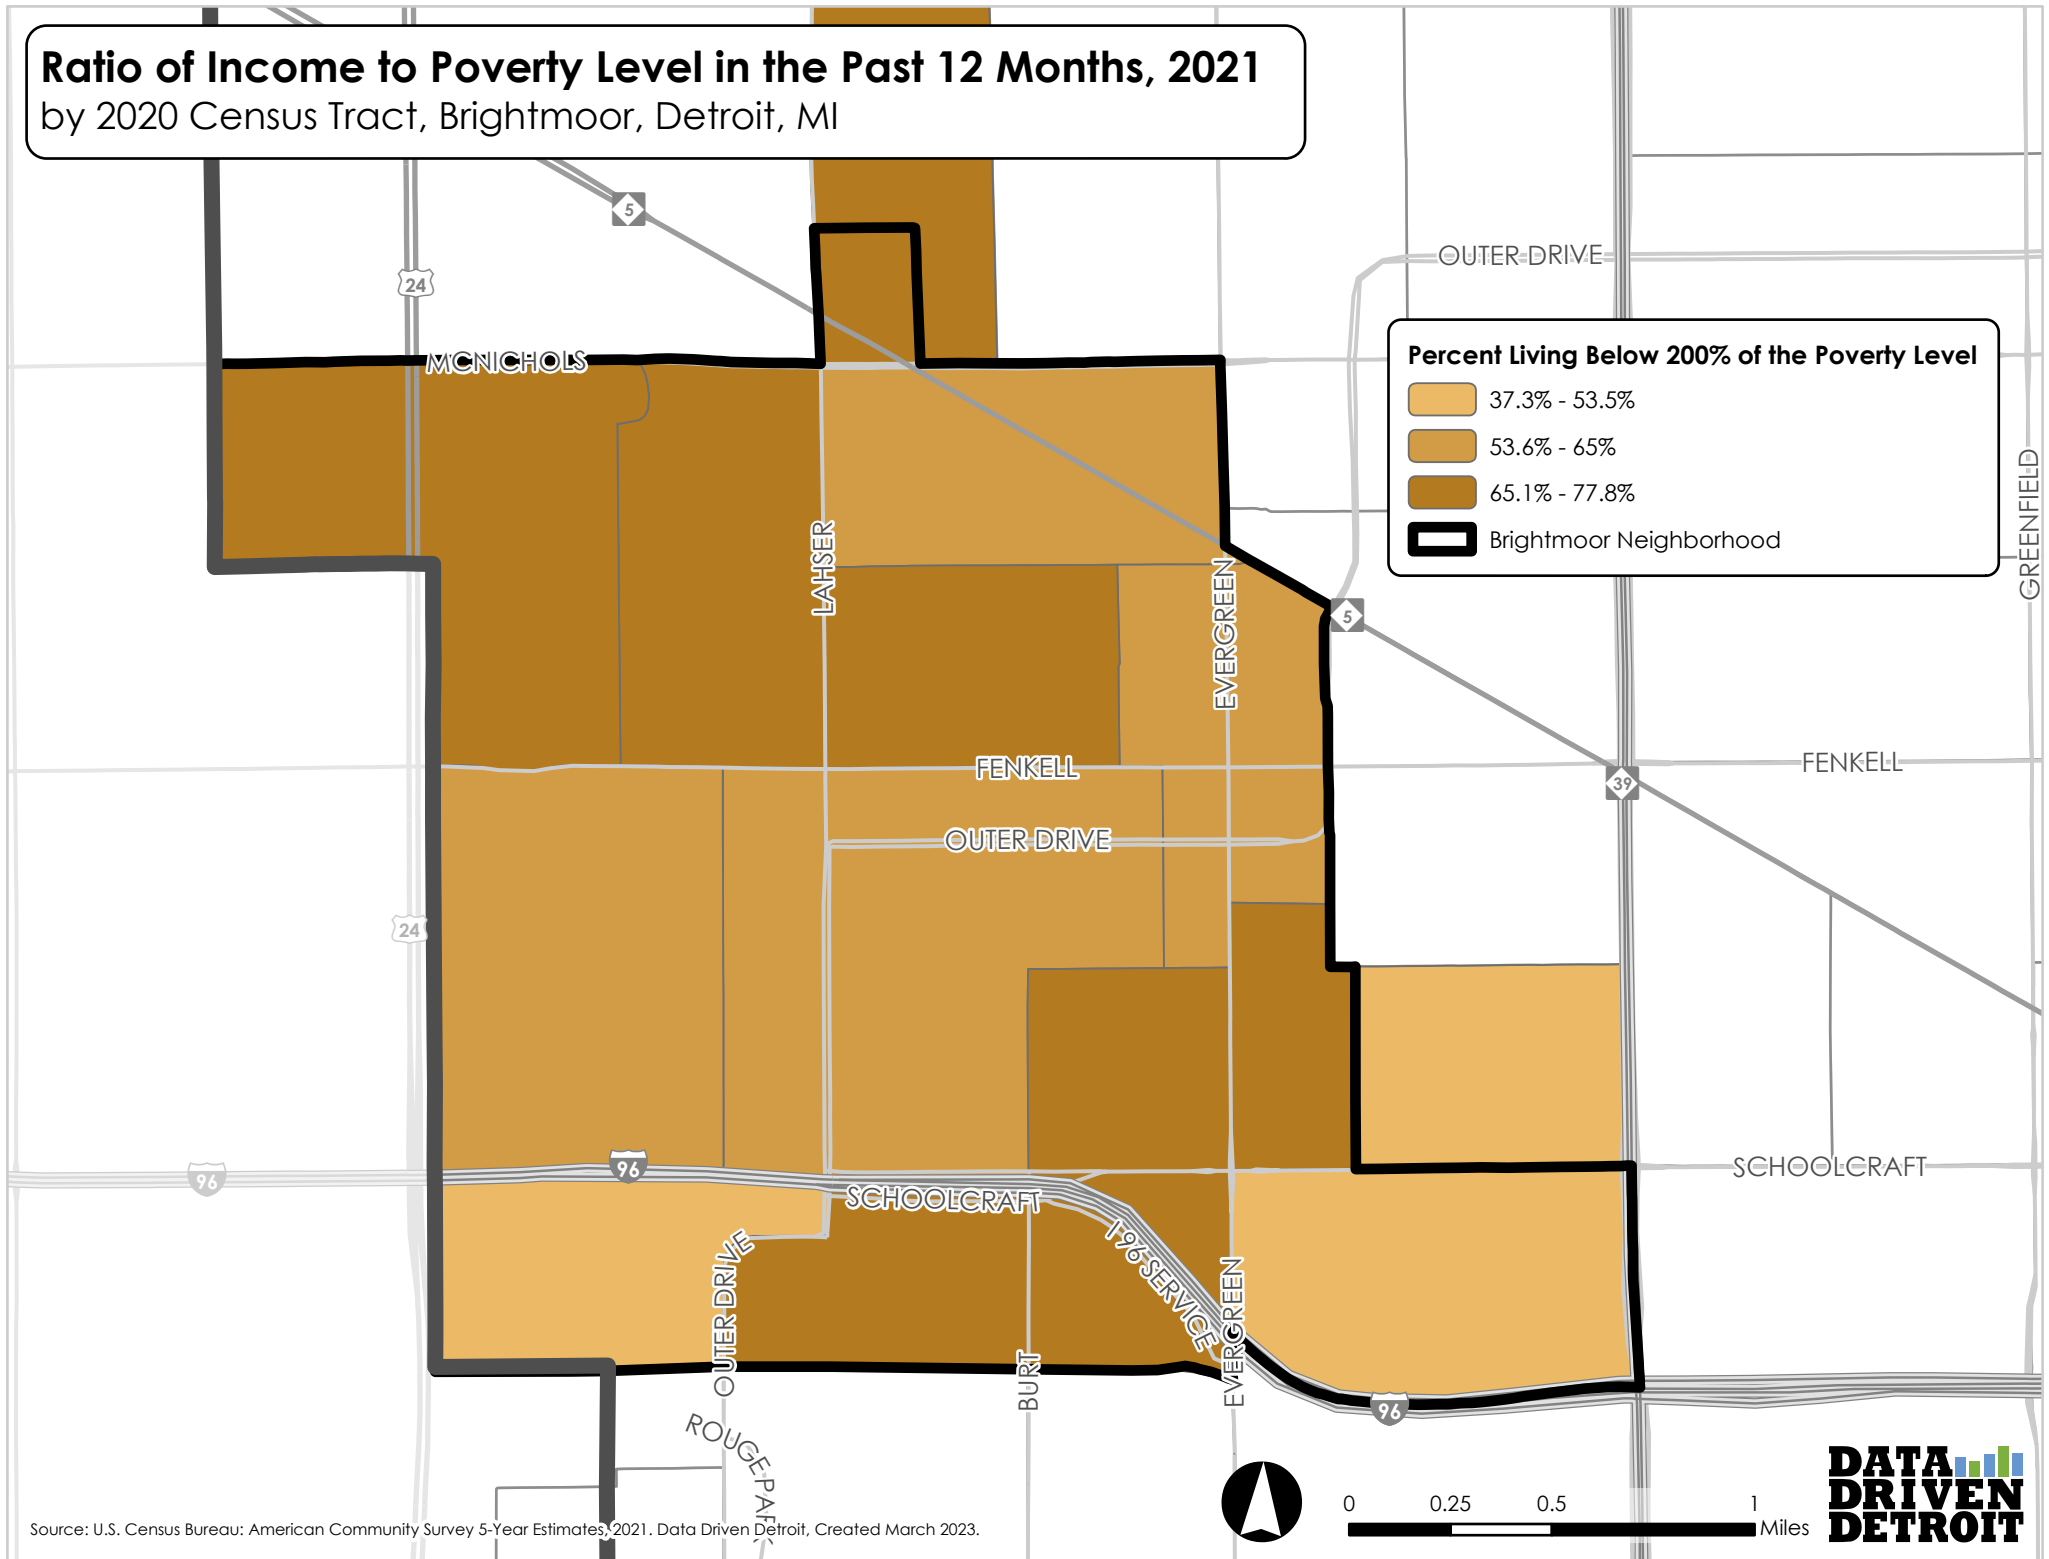 Ratio of Income to Poverty Level in the Past 12 Months, 2021
by 2020 Census Tract, Brightmoor, Detroit, MI
5
24
OUTER DRIVE
Percent Living Below 200% of the Poverty Level
37.3% - 53.5%
53.6% - 65%
65.1% - 77.8%
Brightmoor Neighborhood
MCNICHOLS
GREENFIELD
LAHSER
EVERGREEN
5
FENKELL
FENKELL
39
OUTER DRIVE
24
96
96
SCHOOLCRAFT
SCHOOLCRAFT
I 96 SERVICE
OUTER DRIVE
BURT
EVERGREEN
96
ROUGE PARK
0 0.25 0.5 1
Miles
DATA
DRIVEN
DETROIT
Source: U.S. Census Bureau: American Community Survey 5-Year Estimates, 2021. Data Driven Detroit, Created March 2023.